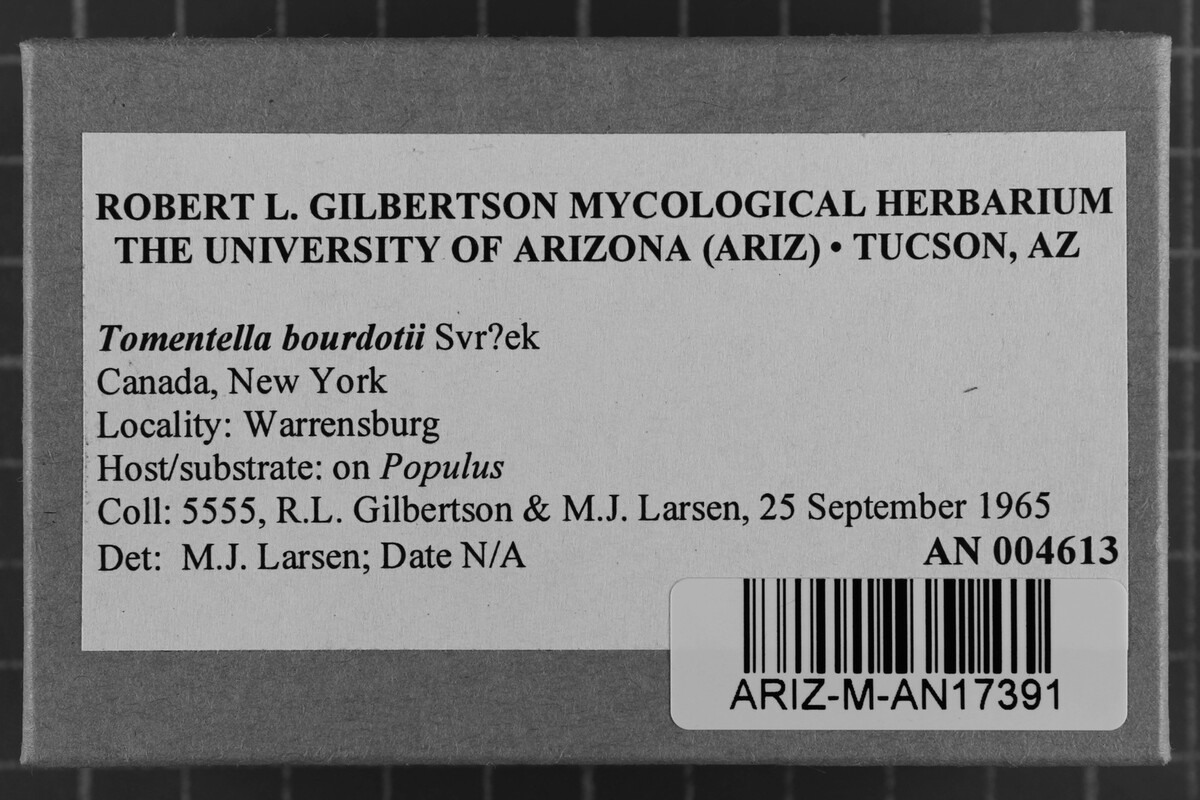 ROBERT L. GILBERTSON MYCOLOGICAL HERBARIUM
THE UNIVERSITY OF ARIZONA (ARIZ) • TUCSON, AZ
Tomentella bourdotii Svr?ek
Canada, New York
Locality: Warrensburg
Host/substrate: on Populus
Coll: 5555, R.L. Gilbertson & M.J. Larsen, 25 September 1965
Det: M.J. Larsen; Date N/A
AN 004613
ARIZ-M-AN17391